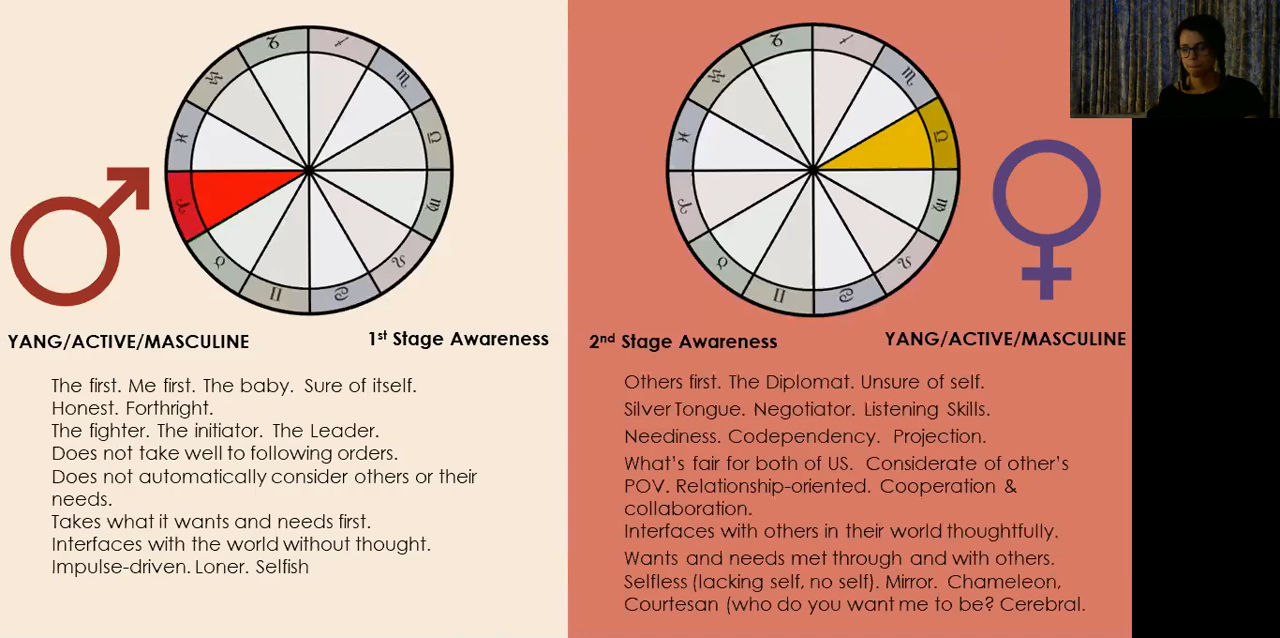 YANG/ACTIVE/MASCULINE
1st Stage Awareness
The first. Me first. The baby. Sure of itself.
Honest. Forthright.
The fighter. The initiator. The Leader.
Does not take well to following orders.
Does not automatically consider others or their
needs.
Takes what it wants and needs first.
Interfaces with the world without thought.
Impulse-driven. Loner. Selfish
2nd Stage Awareness
YANG/ACTIVE/MASCULINE
Others first. The Diplomat. Unsure of self.
Silver Tongue. Negotiator. Listening Skills.
Neediness. Codependency. Projection.
What's fair for both of US. Considerate of other's
POV. Relationship-oriented. Cooperation &
collaboration.
Interfaces with others in their world thoughtfully.
Wants and needs met through and with others.
Selfless (lacking self, no self). Mirror. Chameleon,
Courtesan (who do you want me to be? Cerebral.